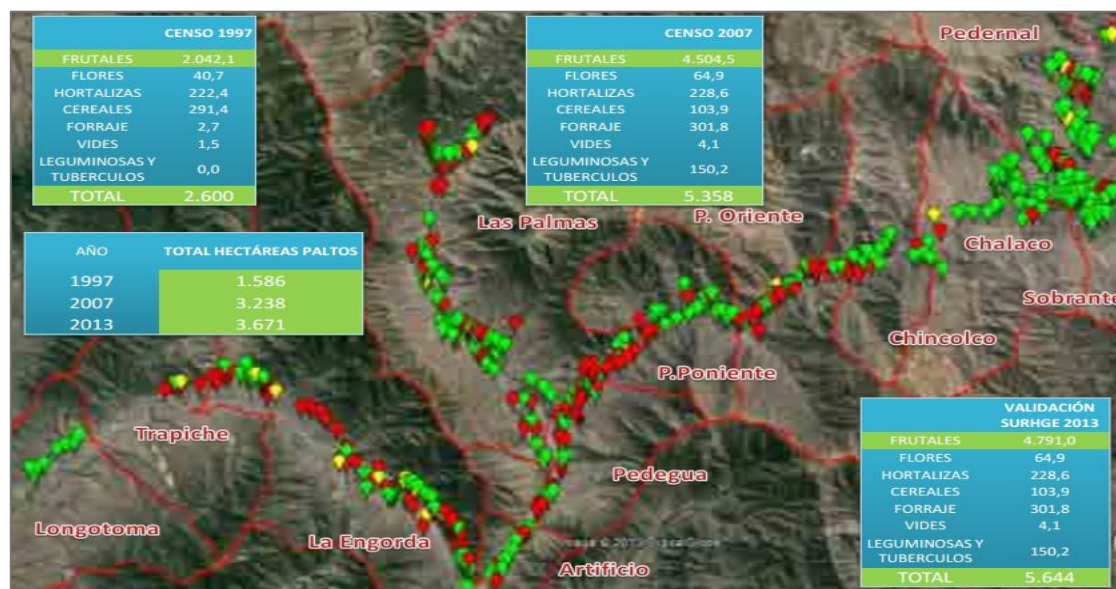 CENSO 1997
FRUTALES 2.042,1
FLORES 40,7
HORTALIZAS 222,4
CEREALES 291,4
FORRAJE 2,7
VIDES 1,5
LEGUMINOSAS Y
TUBERCULOS 0,0
TOTAL 2.600
CENSO 2007
FRUTALES 4.504,5
FLORES 64,9
HORTALIZAS 228,6
CEREALES 103,9
FORRAJE 301,8
VIDES 4,1
LEGUMINOSAS Y
TUBERCULOS 150,2
TOTAL 5.358
Pedernal
Las Palmas
P. Oriente
Chalaco
Sobrante
AÑO TOTAL HECTÁREAS PALTOS
1997 1.586
2007 3.238
2013 3.671
Chincolco
P.Poniente
Trapiche
Pedegua
Longotoma
La Engorda
Artificio
VALIDACIÓN
SURHGE 2013
FRUTALES 4.791,0
FLORES 64,9
HORTALIZAS 228,6
CEREALES 103,9
FORRAJE 301,8
VIDES 4,1
LEGUMINOSAS Y
TUBERCULOS 150,2
TOTAL 5.644